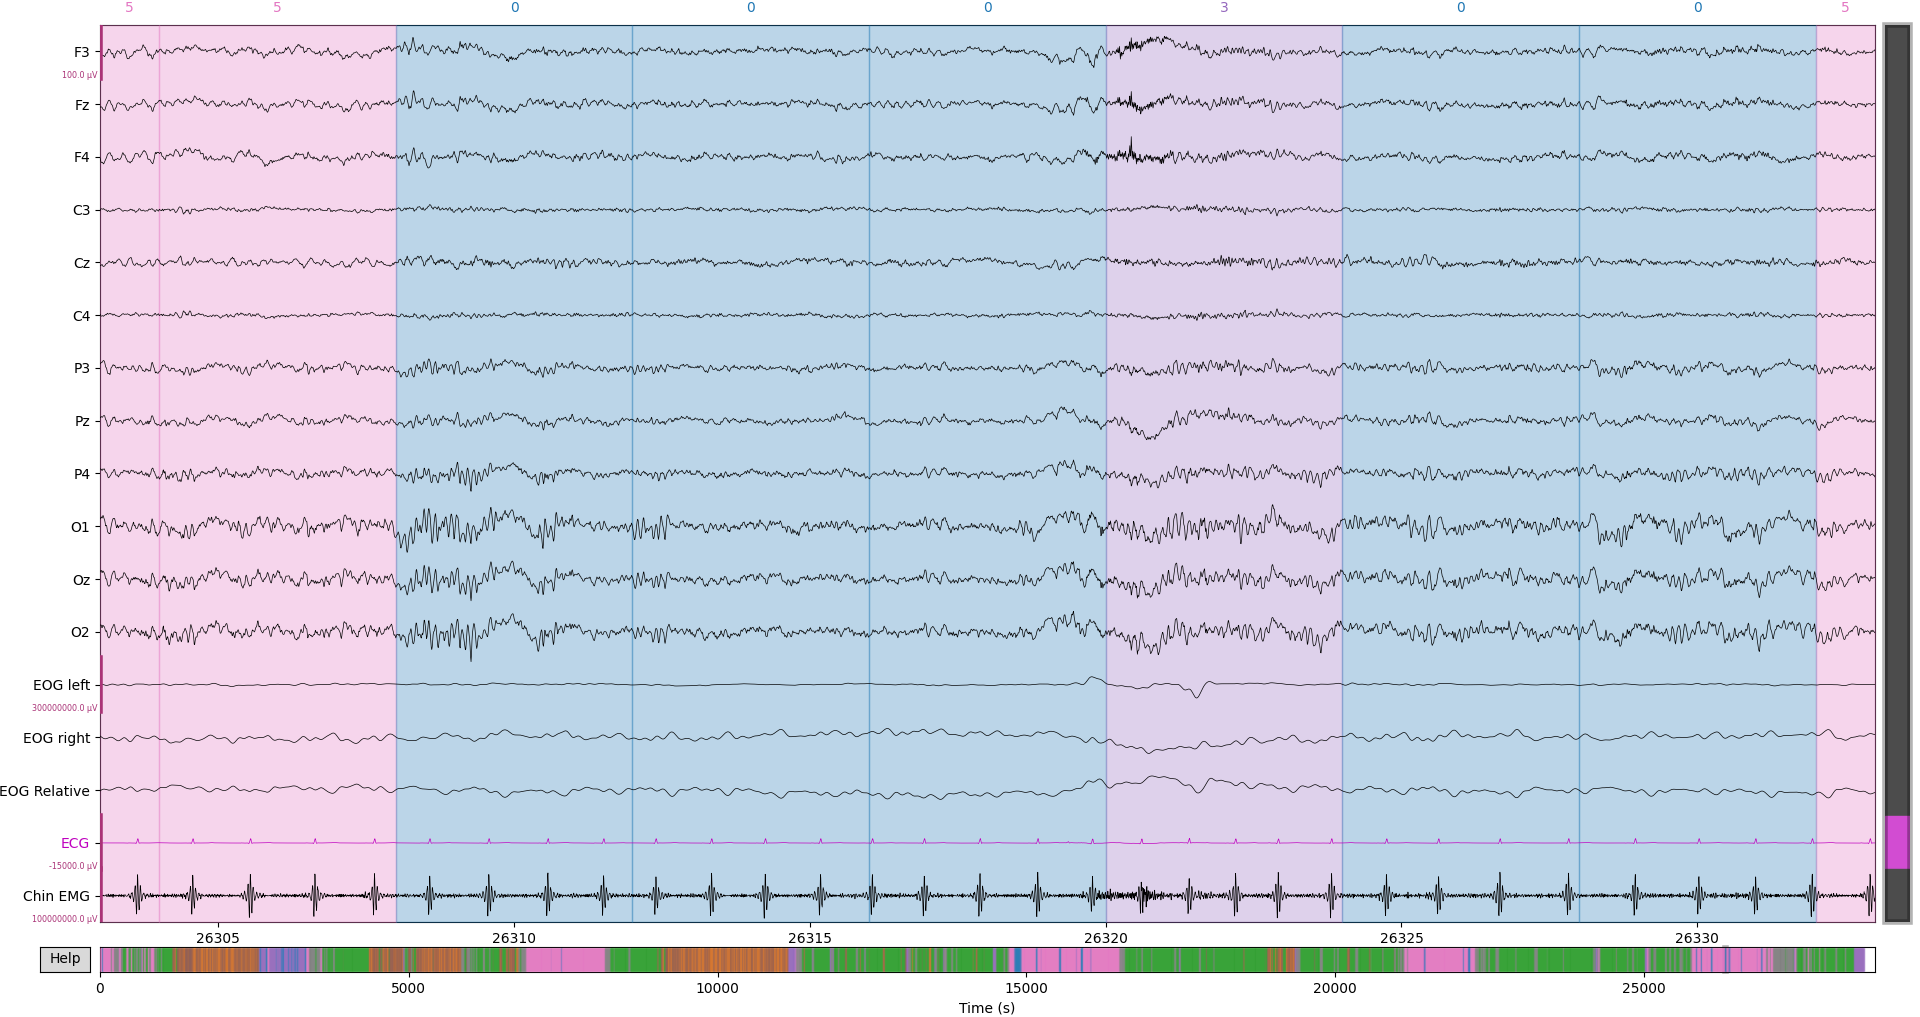 5 5 0 0 0 3 0 0 5
F3
100.0 µV
Fz
F4
C3
Cz
C4
P3
Pz
P4
O1
Oz
O2
EOG left
300000000.0 µV
EOG right
EOG Relative
ECG
-15000.0 µV
Chin EMG
100000000.0 µV
26305 26310 26315 26320 26325 26330
Help
0 5000 10000 15000 20000 25000
Time (s)